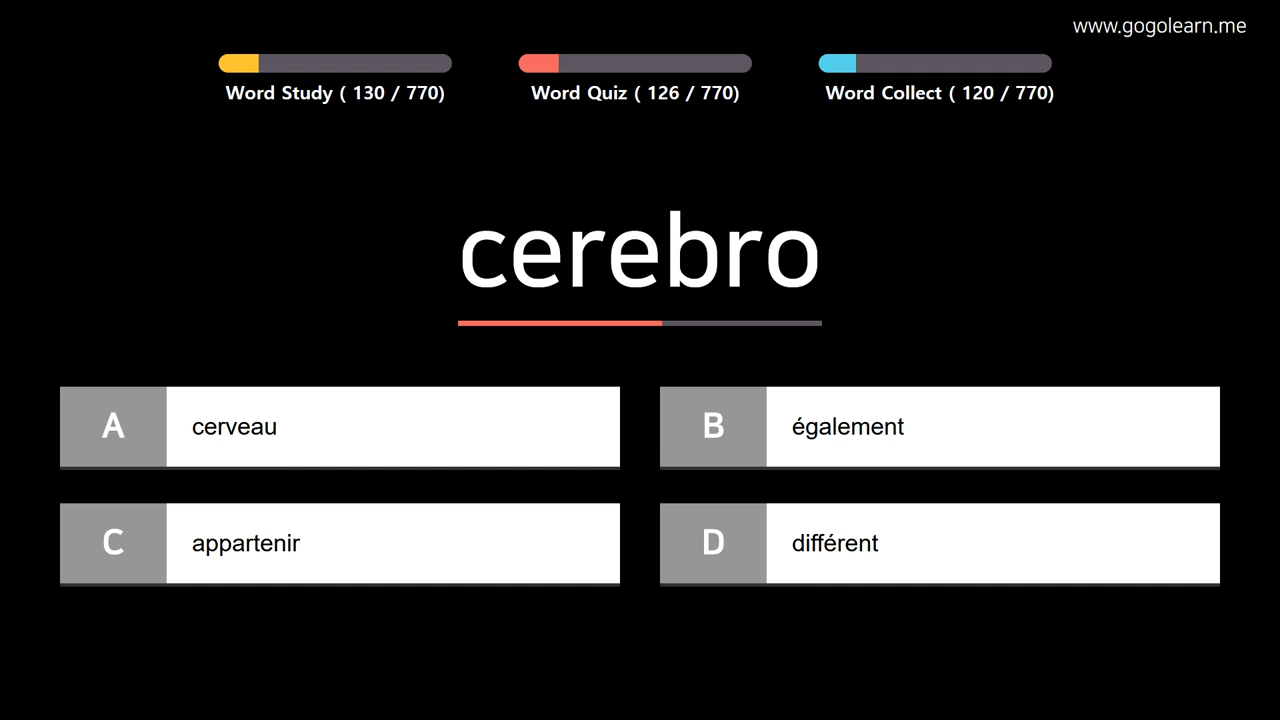 www.gogolearn.me
Word Study ( 130 / 770)
Word Quiz ( 126 / 770)
Word Collect ( 120 / 770)
cerebro
A cerveau
B également
C appartenir
D différent